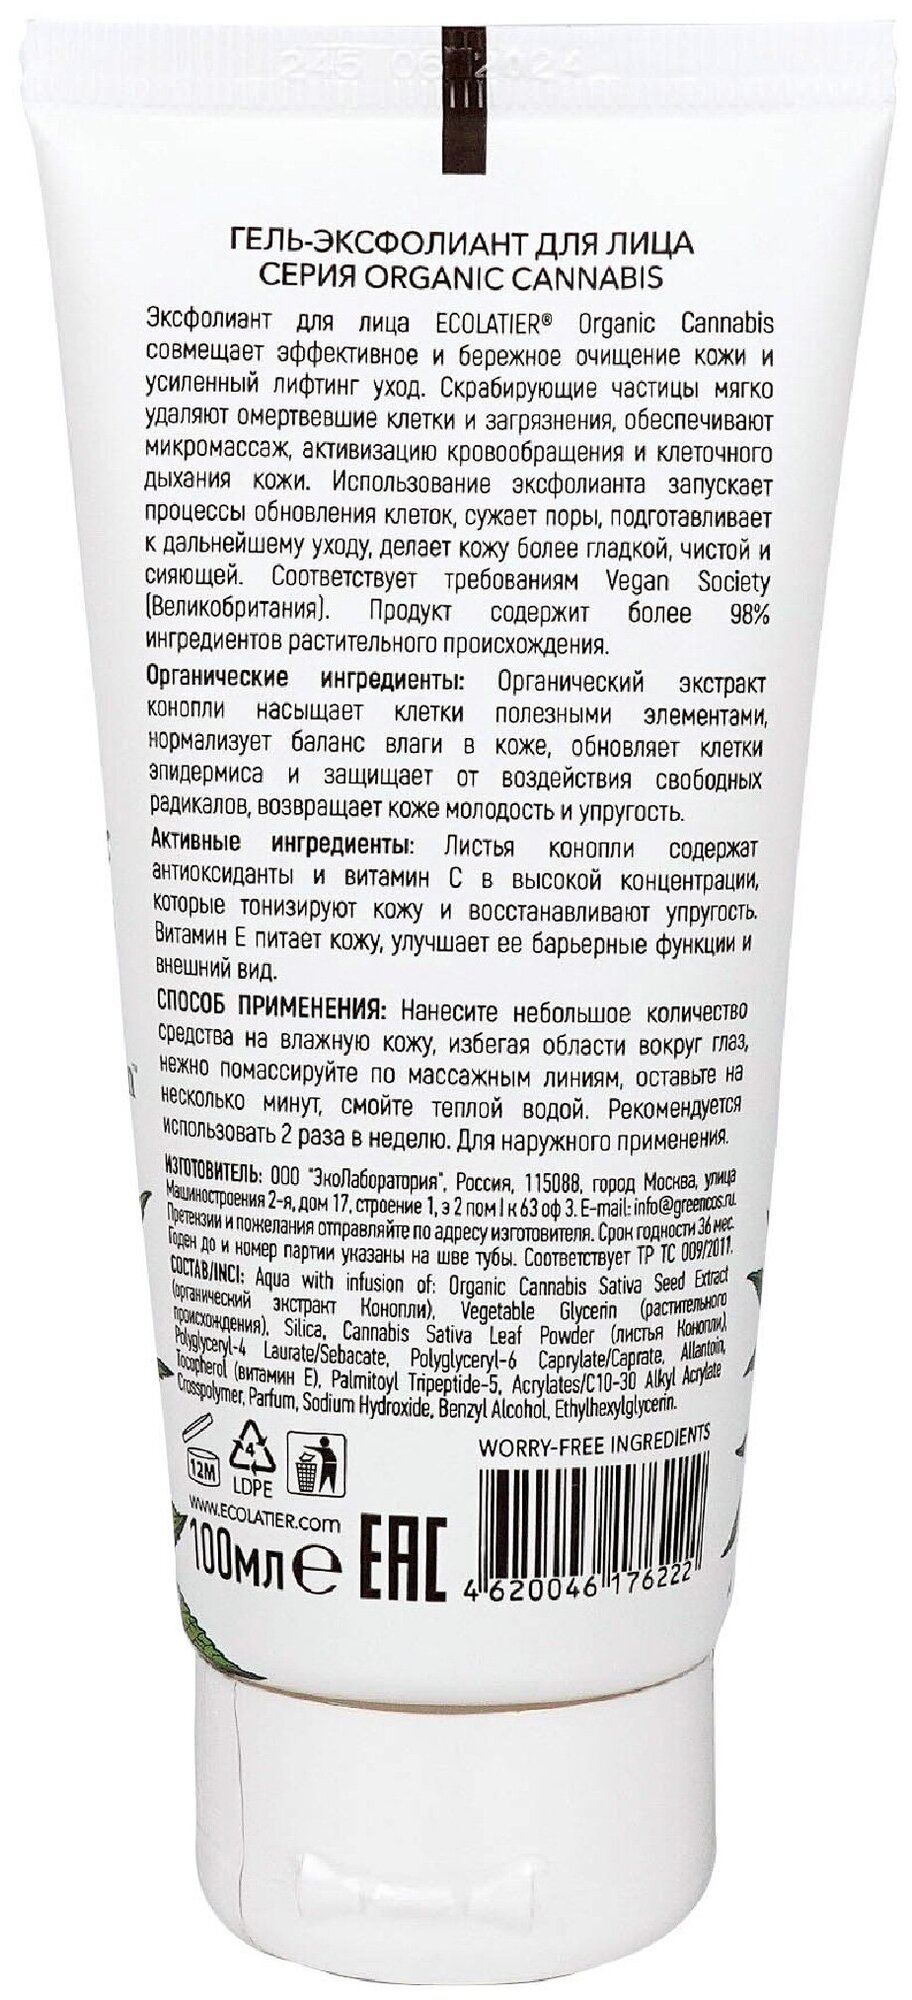 245 06 2024
ГЕЛЬ-ЭКСФОЛИАНТ ДЛЯ ЛИЦА
СЕРИЯ ORGANIC CANNABIS
Эксфолиант для лица ECOLATIER® Organic Cannabis
совмещает эффективное и бережное очищение кожи и
усиленный лифтинг уход. Скрабирующие частицы мягко
удаляют омертвевшие клетки и загрязнения, обеспечивают
микромассаж, активизацию кровообращения и клеточного
дыхания кожи. Использование эксфолианта запускает
процессы обновления клеток, сужает поры, подготавливает
к дальнейшему уходу, делает кожу более гладкой, чистой и
сияющей. Соответствует требованиям Vegan Society
(Великобритания). Продукт содержит более 98%
ингредиентов растительного происхождения.
Органические ингредиенты: Органический экстракт
конопли насыщает клетки полезными элементами,
нормализует баланс влаги в коже, обновляет клетки
эпидермиса и защищает от воздействия свободных
радикалов, возвращает коже молодость и упругость.
Активные ингредиенты: Листья конопли содержат
антиоксиданты и витамин С в высокой концентрации,
которые тонизируют кожу и восстанавливают упругость.
Витамин Е питает кожу, улучшает ее барьерные функции и
внешний вид.
СПОСОБ ПРИМЕНЕНИЯ: Нанесите небольшое количество
средства на влажную кожу, избегая области вокруг глаз,
нежно помассируйте по массажным линиям, оставьте на
несколько минут, смойте теплой водой. Рекомендуется
использовать 2 раза в неделю. Для наружного применения.
ИЗГОТОВИТЕЛЬ: ООО "ЭкоЛаборатория", Россия, 115088, город Москва, улица
Машиностроения 2-я, дом 17, строение 1, э 2 пом I к 63 оф 3. E-mail: info@greencos.ru.
Претензии и пожелания отправляйте по адресу изготовителя. Срок годности 36 мес.
Годен до и номер партии указаны на шве тубы. Соответствует ТР ТС 009/2011.
СОСТАВ/INCI: Aqua with infusion of: Organic Cannabis Sativa Seed Extract
(органический экстракт Конопли), Vegetable Glycerin (растительного
происхождения), Silica, Cannabis Sativa Leaf Powder (листья Конопли),
Polyglyceryl-4 Laurate/Sebacate, Polyglyceryl-6 Caprylate/Caprate, Allantoin,
Tocopherol (витамин Е), Palmitoyl Tripeptide-5, Acrylates/C10-30 Alkyl Acrylate
Crosspolymer, Parfum, Sodium Hydroxide, Benzyl Alcohol, Ethylhexylglycerin.
12M
4
LDPE
WORRY-FREE INGREDIENTS
WWW.ECOLATIER.com
100мл ℮ EAC
4 620046 176222